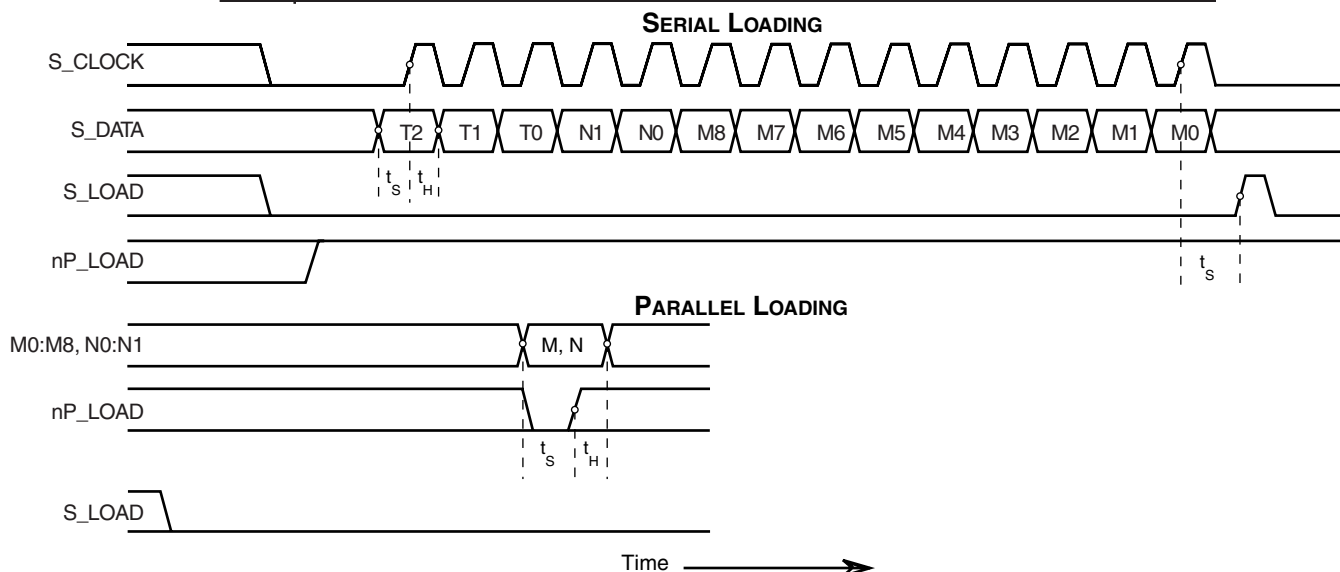 SERIAL LOADING
S_CLOCK
S_DATA
T2 T1 T0 N1 N0 M8 M7 M6 M5 M4 M3 M2 M1 M0
tS tH
S_LOAD
nP_LOAD
tS
PARALLEL LOADING
M0:M8, N0:N1
M, N
nP_LOAD
tS tH
S_LOAD
Time